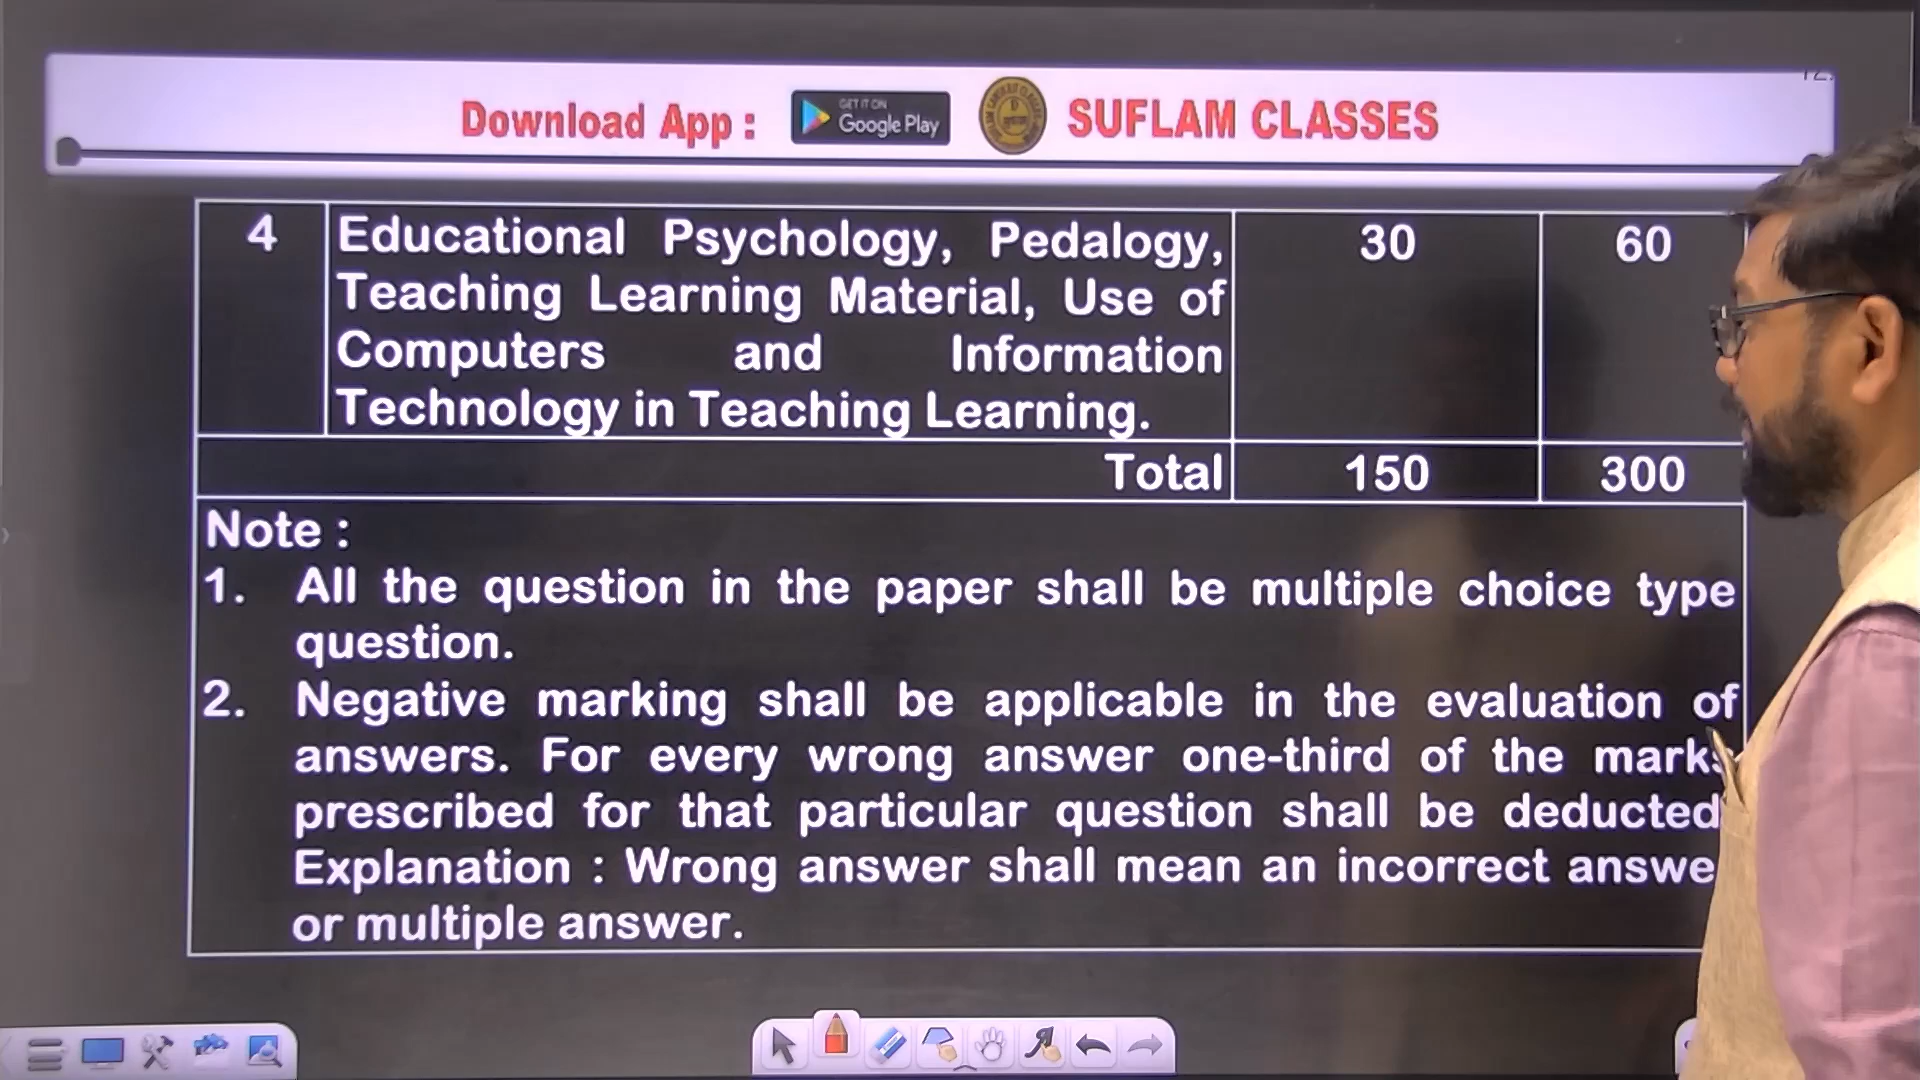 Download App :
GET IT ON
Google Play
SUFLAM CLASSES
4 Educational Psychology, Pedalogy, 30 60
Teaching Learning Material, Use of
Computers and Information
Technology in Teaching Learning.
Total 150 300
Note :
1. All the question in the paper shall be multiple choice type
question.
2. Negative marking shall be applicable in the evaluation of
answers. For every wrong answer one-third of the marks
prescribed for that particular question shall be deducted
Explanation : Wrong answer shall mean an incorrect answe
or multiple answer.